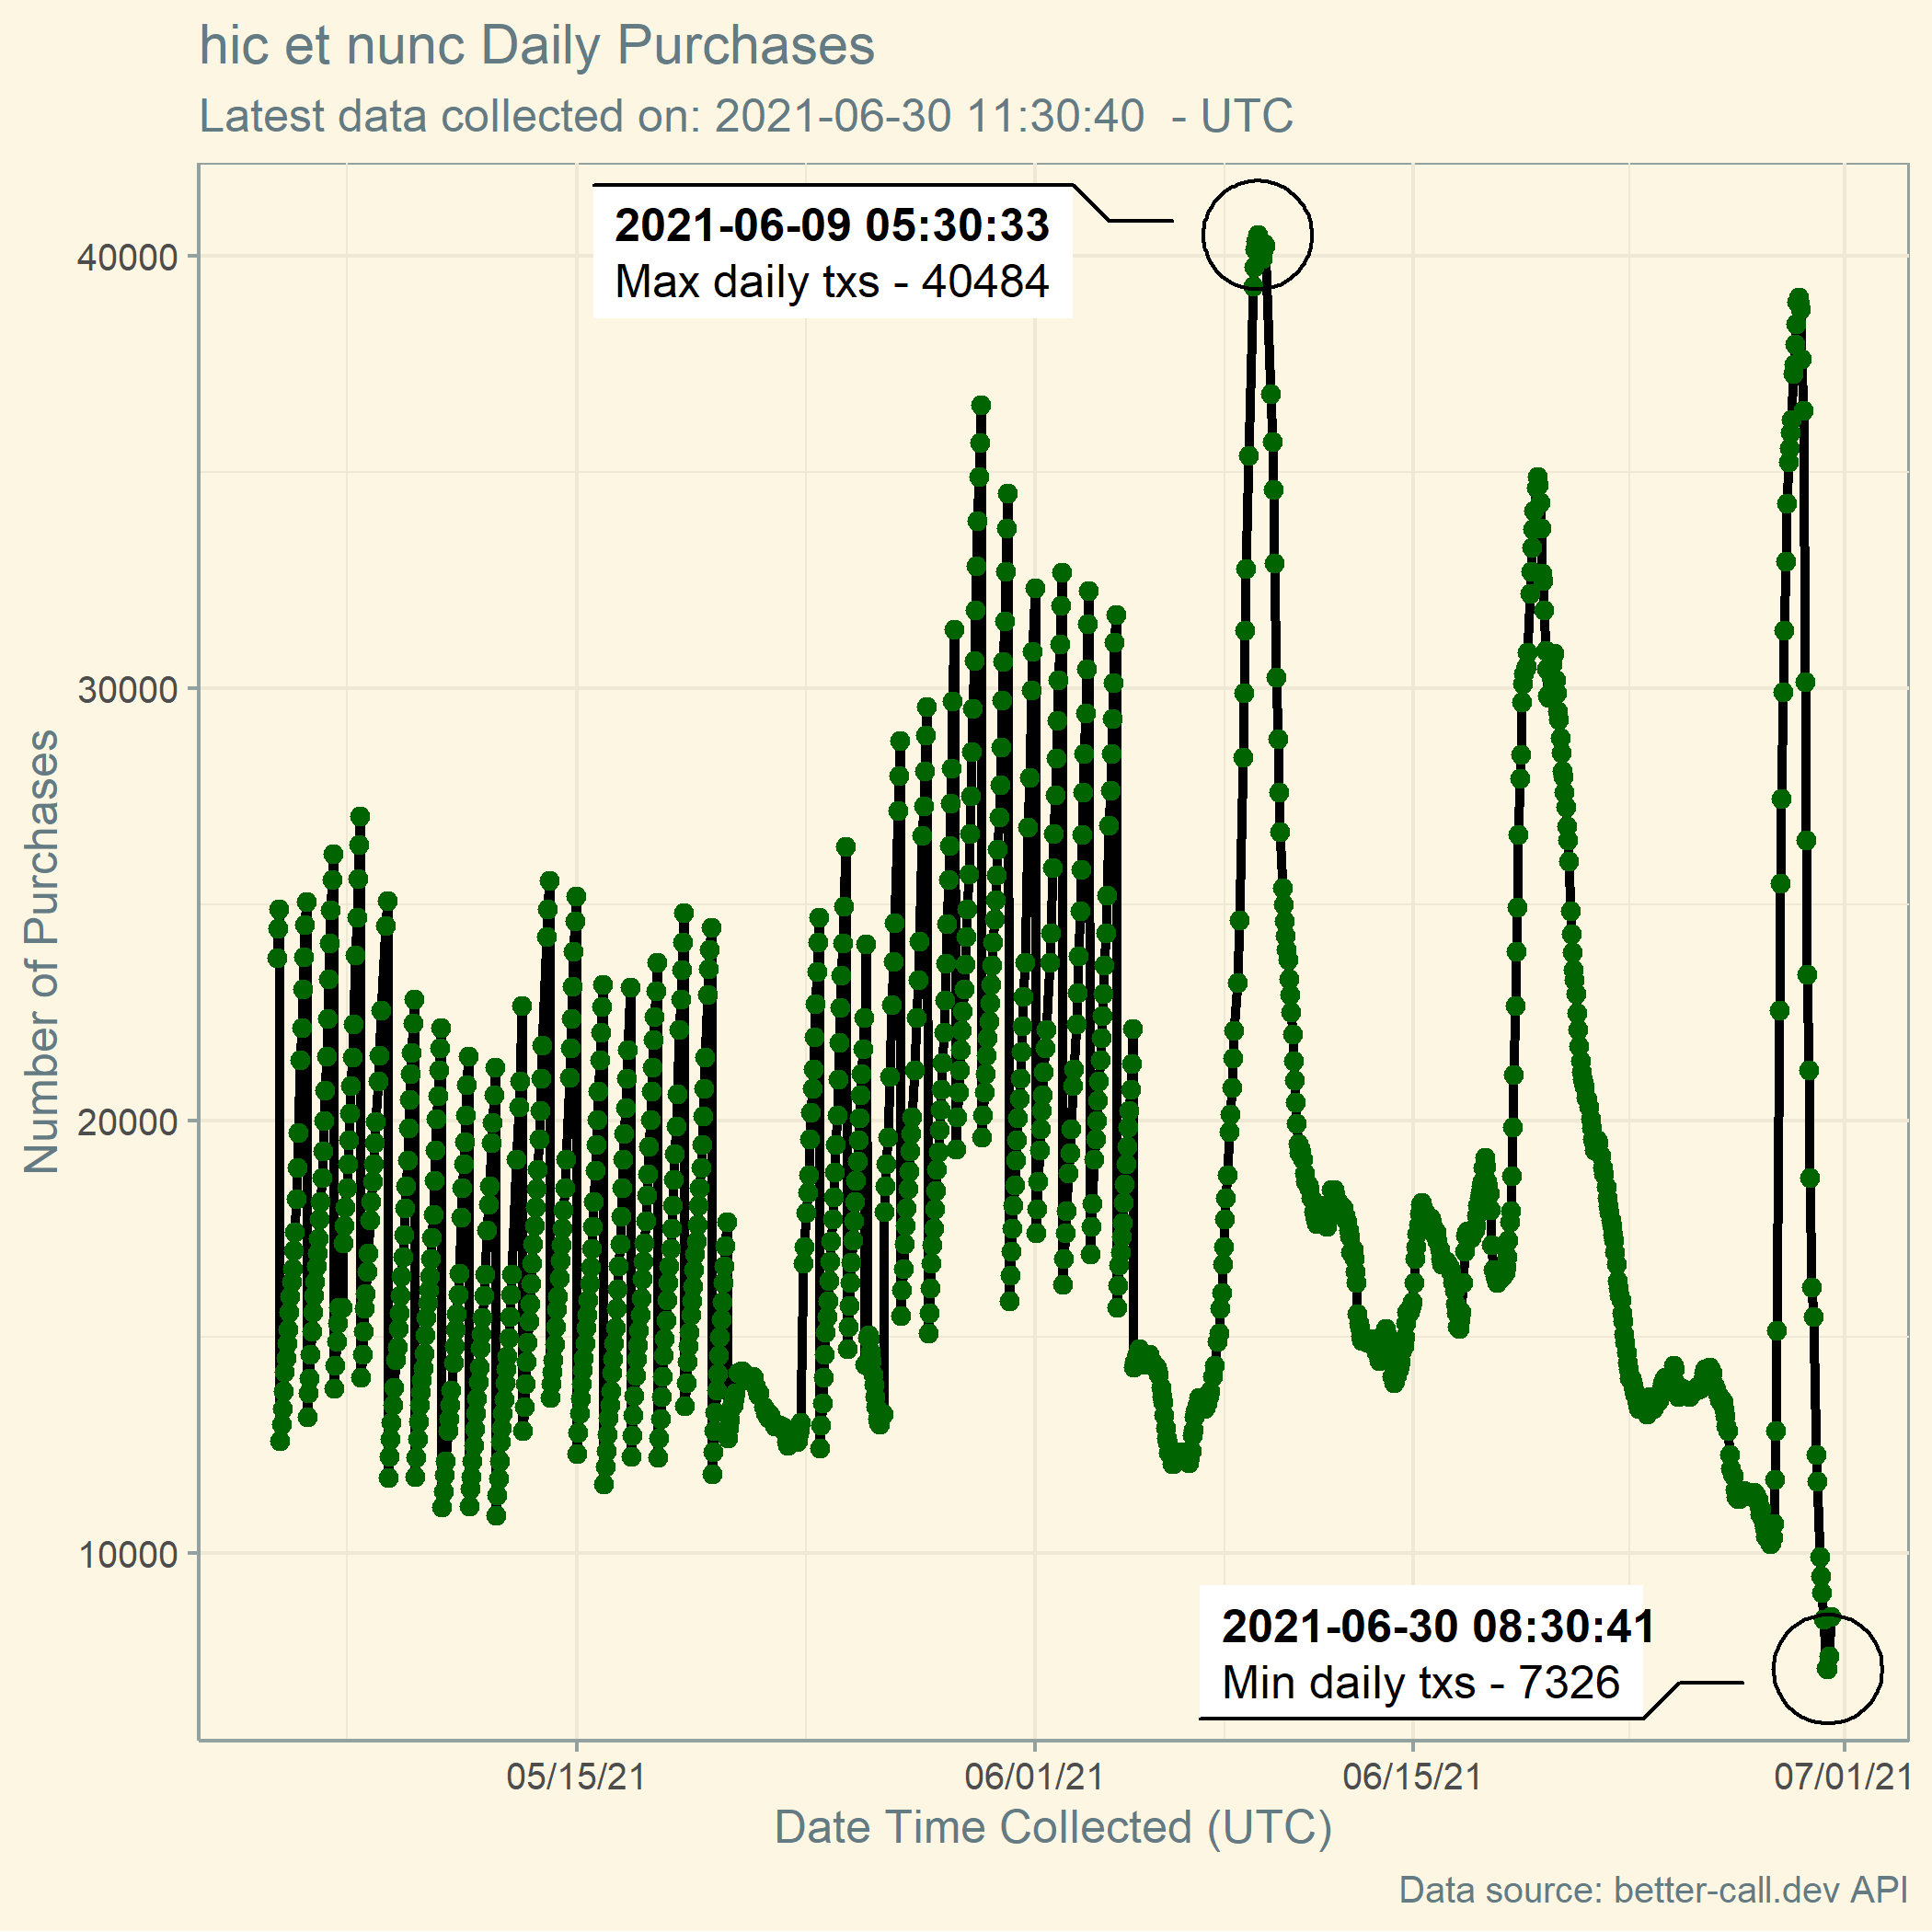 hic et nunc Daily Purchases
Latest data collected on: 2021-06-30 11:30:40  - UTC
2021-06-09 05:30:33
Max daily txs - 40484
40000
30000
20000
10000
Number of Purchases
2021-06-30 08:30:41
Min daily txs - 7326
05/15/21 06/01/21 06/15/21 07/01/21
Date Time Collected (UTC)
Data source: better-call.dev API